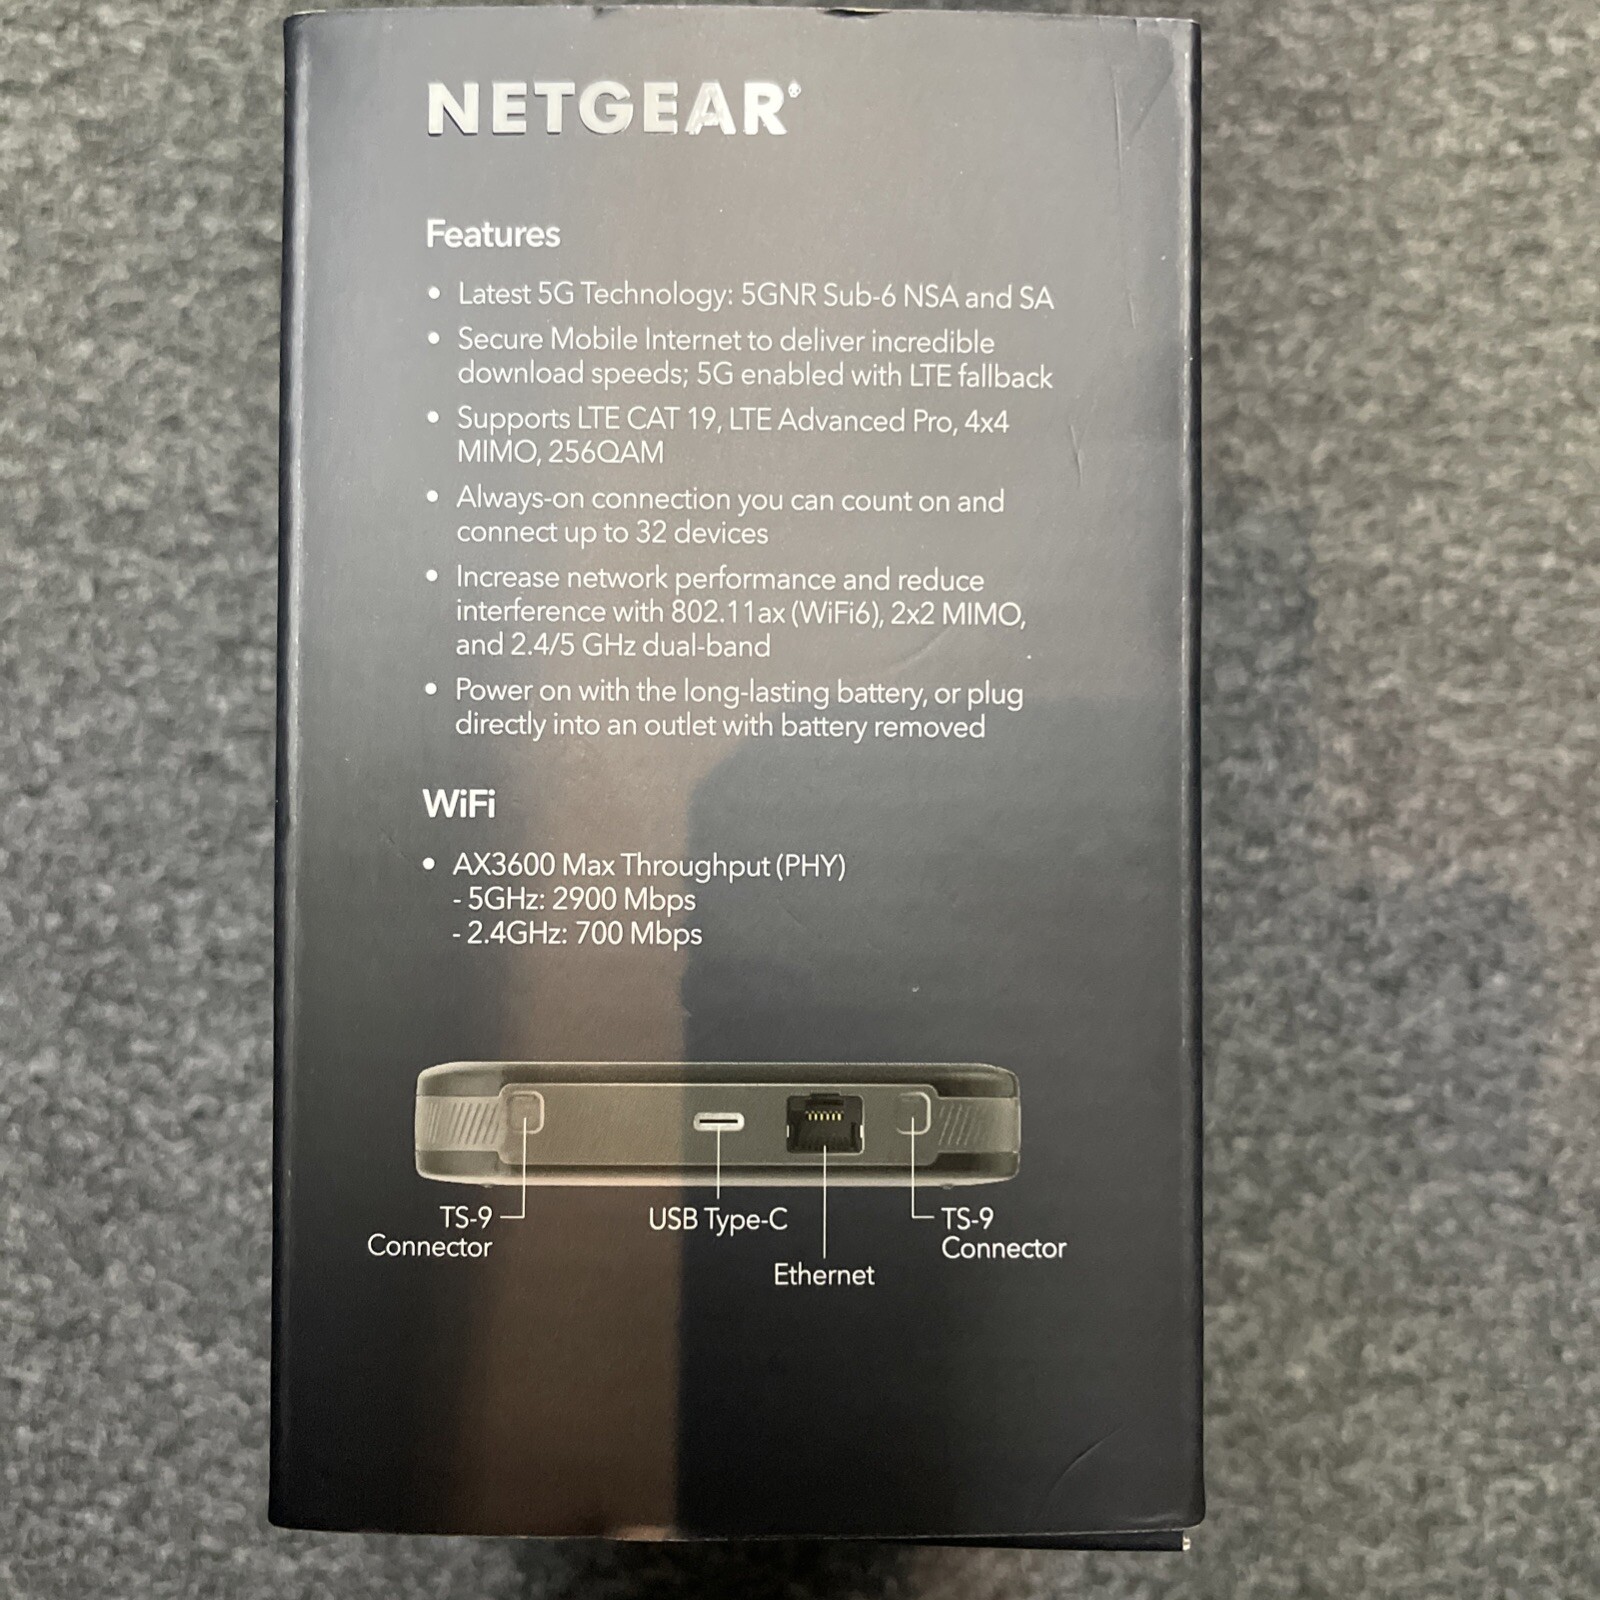 NETGEAR®
Features
• Latest 5G Technology: 5GNR Sub-6 NSA and SA
• Secure Mobile Internet to deliver incredible
download speeds; 5G enabled with LTE fallback
• Supports LTE CAT 19, LTE Advanced Pro, 4x4
MIMO, 256QAM
• Always-on connection you can count on and
connect up to 32 devices
• Increase network performance and reduce
interference with 802.11ax (WiFi6), 2x2 MIMO,
and 2.4/5 GHz dual-band
• Power on with the long-lasting battery, or plug
directly into an outlet with battery removed
WiFi
• AX3600 Max Throughput (PHY)
- 5GHz: 2900 Mbps
- 2.4GHz: 700 Mbps
TS-9
Connector
USB Type-C
Ethernet
TS-9
Connector